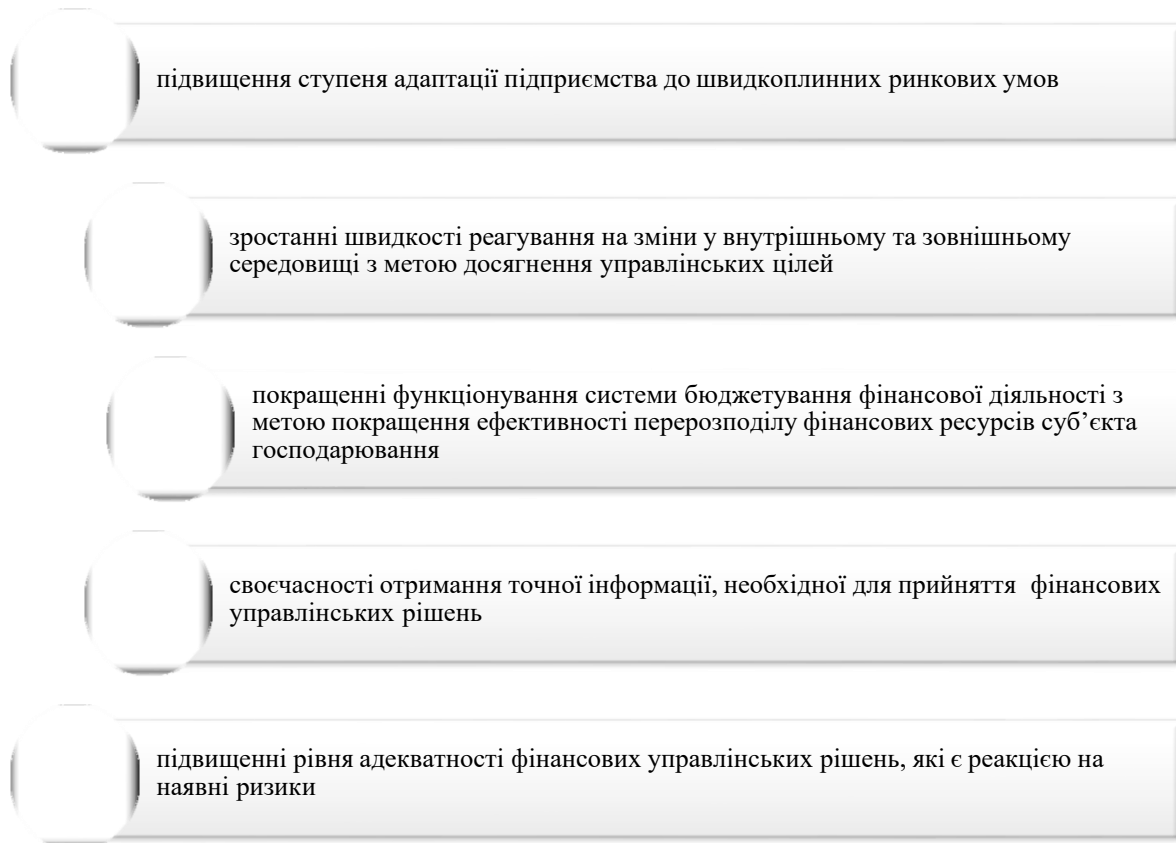 підвищення ступеня адаптації підприємства до швидкоплинних ринкових умов
зростанні швидкості реагування на зміни у внутрішньому та зовнішньому
середовищі з метою досягнення управлінських цілей
покращенні функціонування системи бюджетування фінансової діяльності з
метою покращення ефективності перерозподілу фінансових ресурсів суб’єкта
господарювання
своєчасності отримання точної інформації, необхідної для прийняття  фінансових
управлінських рішень
підвищенні рівня адекватності фінансових управлінських рішень, які є реакцією на
наявні ризики